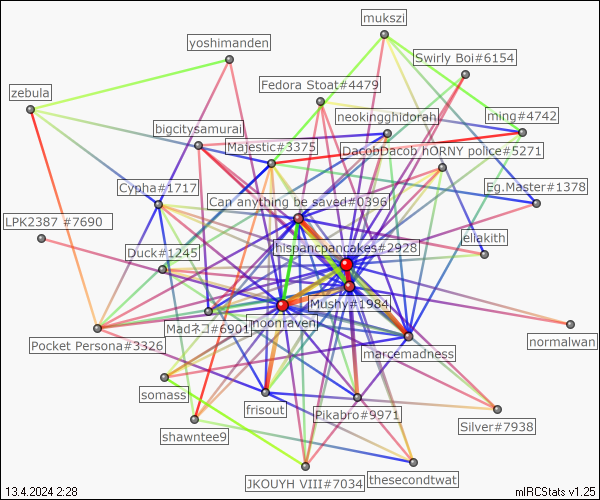 mukszi
yoshimanden
Swirly Boi#6154
Fedora Stoat#4479
zebula
neokingghidorah
ming#4742
bigcitysamurai
Majestic#3375
DacobDacob hORNY police#5271
Cypha#1717
Eg.Master#1378
Can anything be saved#0396
LPK2387 #7690
eliakith
hispancpancakes#2928
Duck#1245
Mushy#1984
Madネコ#6901
moonraven
normalwan
Pocket Persona#3326
marcemadness
somass
frisout
Pikabro#9971
Silver#7938
shawntee9
JKOUYH VIII#7034
thesecondtwat
13.4.2024 2:28
mIRCStats v1.25